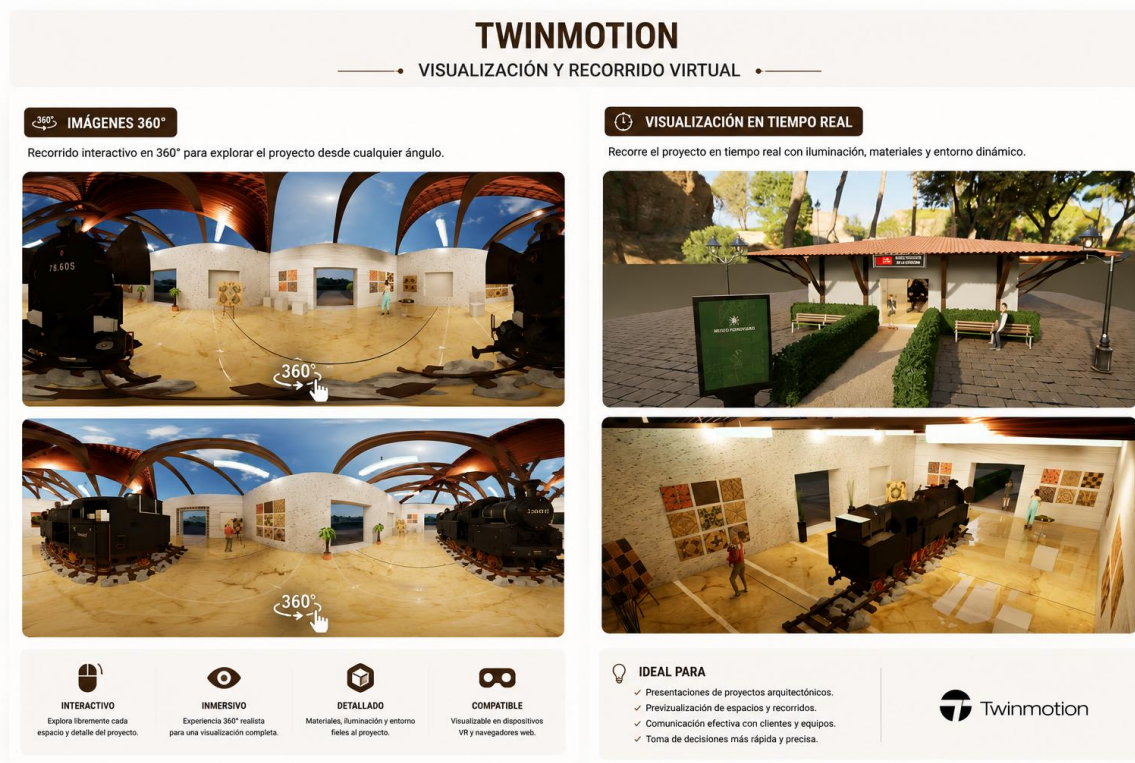 TWINMOTION
VISUALIZACIÓN Y RECORRIDO VIRTUAL
360° IMÁGENES 360°
Recorrido interactivo en 360° para explorar el proyecto desde cualquier ángulo.
78.605
360°
360°
INTERACTIVO
Explora libremente cada
espacio y detalle del proyecto.
INMERSIVO
Experiencia 360° realista
para una visualización completa.
DETALLADO
Materiales, iluminación y entorno
fieles al proyecto.
COMPATIBLE
Visualizable en dispositivos
VR y navegadores web.
VISUALIZACIÓN EN TIEMPO REAL
Recorre el proyecto en tiempo real con iluminación, materiales y entorno dinámico.
MUSEO FERROVIARIO
IDEAL PARA
✓ Presentaciones de proyectos arquitectónicos.
✓ Previzualización de espacios y recorridos.
✓ Comunicación efectiva con clientes y equipos.
✓ Toma de decisiones más rápida y precisa.
Twinmotion